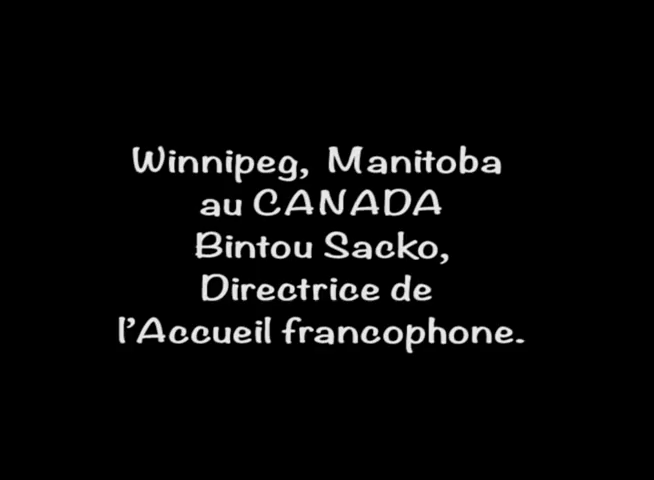 Winnipeg, Manitoba
au CANADA
Bintou Sacko,
Directrice de
l'Accueil francophone.